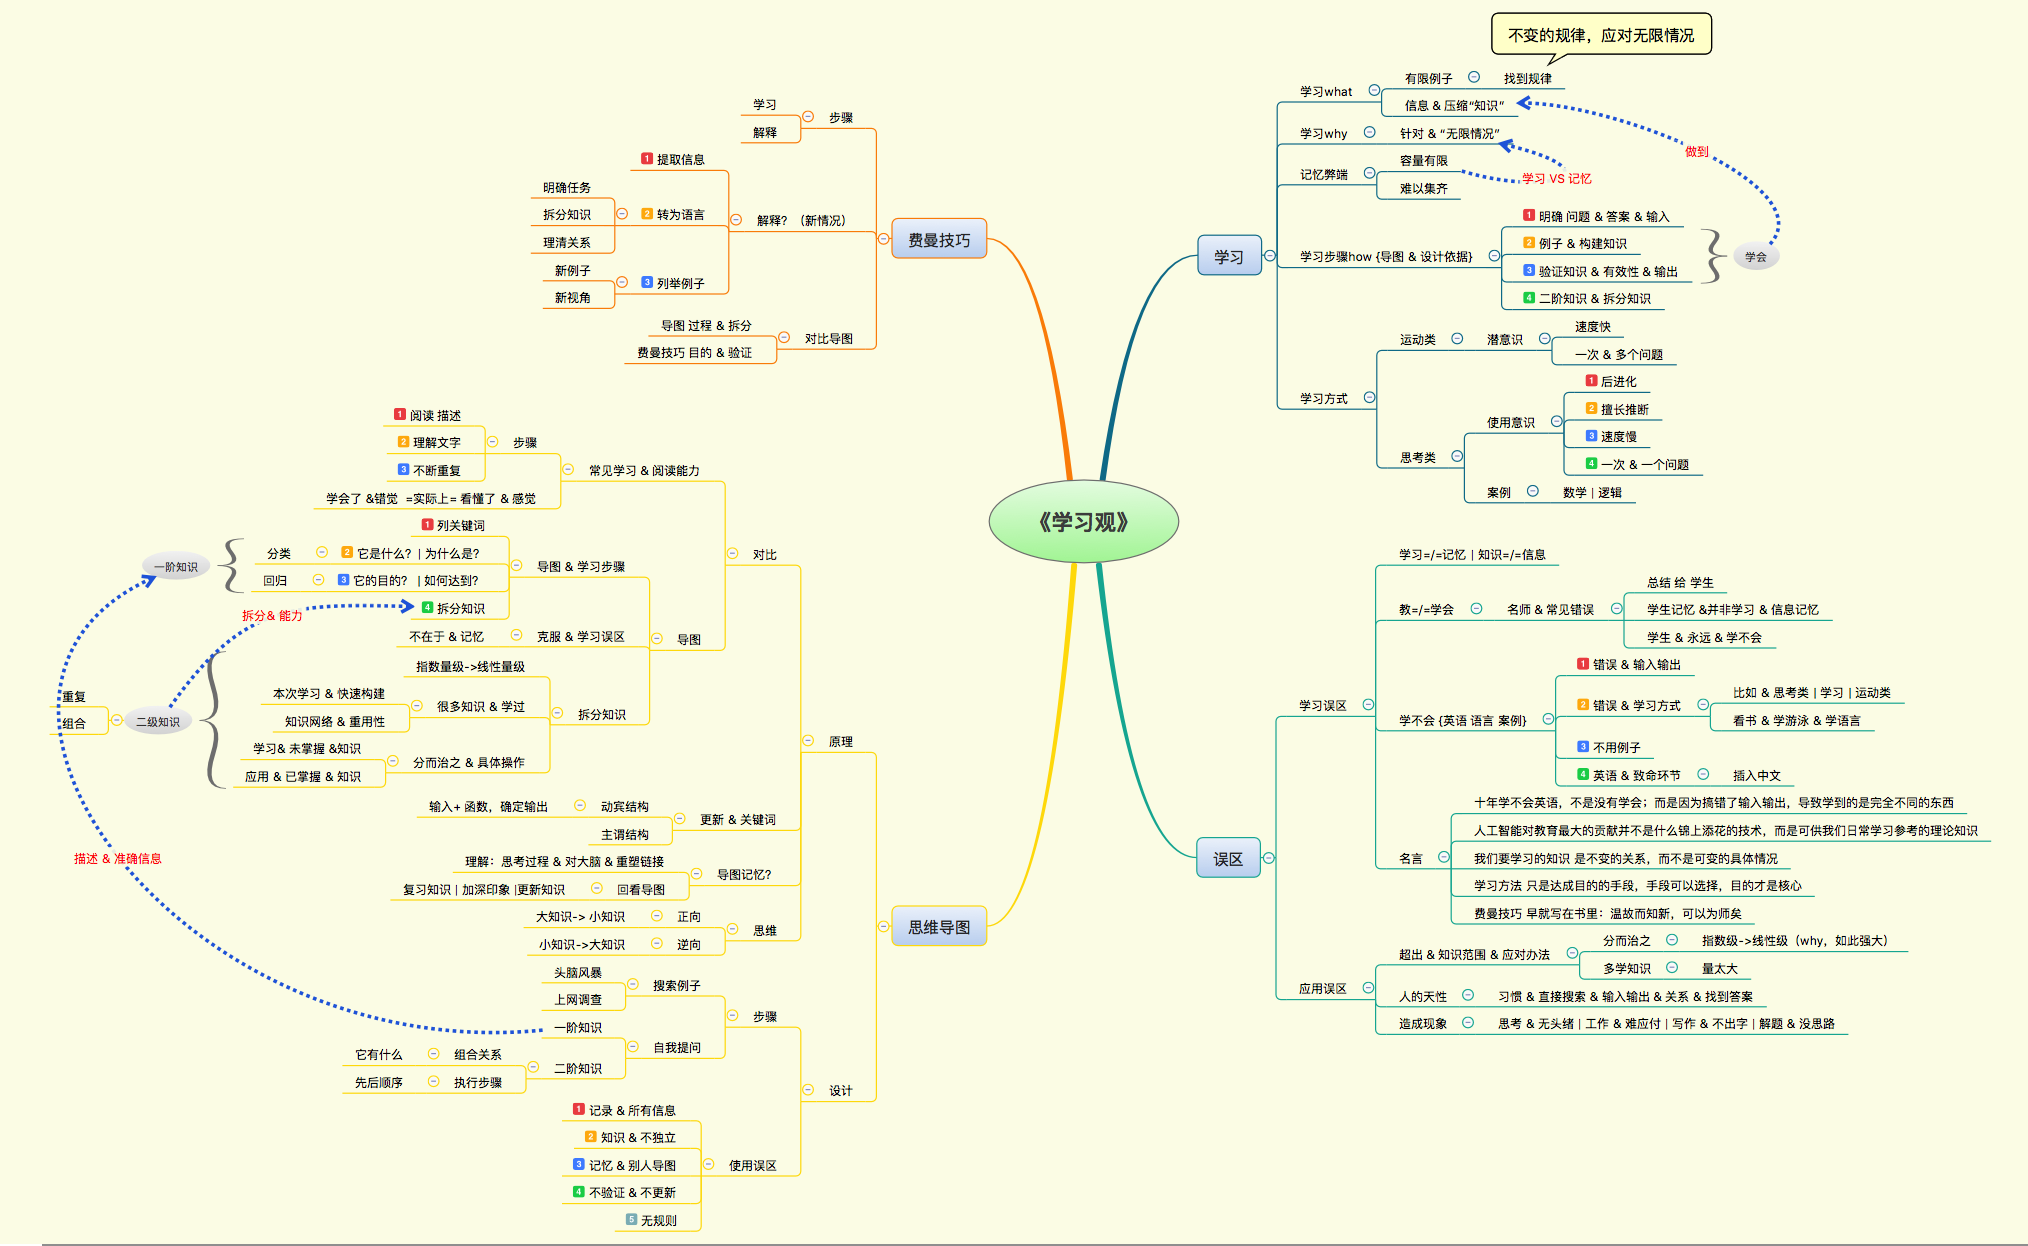 《学习观》
不变的规律，应对无限情况
学习
学习what
有限例子
找到规律
信息 & 压缩“知识”
学习why
针对 & “无限情况”
记忆弊端
容量有限
难以集齐
学习 VS 记忆
做到
学习步骤how {导图 & 设计依据}
1 明确 问题 & 答案 & 输入
2 例子 & 构建知识
3 验证知识 & 有效性 & 输出
4 二阶知识 & 拆分知识
学会
学习方式
运动类
潜意识
速度快
一次 & 多个问题
思考类
使用意识
1 后进化
2 擅长推断
3 速度慢
4 一次 & 一个问题
案例
数学 | 逻辑
误区
学习误区
学习=/=记忆 | 知识=/=信息
教=/=学会
名师 & 常见错误
总结 给 学生
学生记忆 &并非学习 & 信息记忆
学生 & 永远 & 学不会
学不会 {英语 语言 案例}
1 错误 & 输入输出
2 错误 & 学习方式
比如 & 思考类 | 学习 | 运动类
看书 & 学游泳 & 学语言
3 不用例子
4 英语 & 致命环节
插入中文
名言
十年学不会英语，不是没有学会；而是因为搞错了输入输出，导致学到的是完全不同的东西
人工智能对教育最大的贡献并不是什么锦上添花的技术，而是可供我们日常学习参考的理论知识
我们要学习的知识 是不变的关系，而不是可变的具体情况
学习方法 只是达成目的的手段，手段可以选择，目的才是核心
费曼技巧 早就写在书里：温故而知新，可以为师矣
应用误区
超出 & 知识范围 & 应对办法
分而治之
指数级->线性级（why，如此强大）
多学知识
量太大
人的天性
习惯 & 直接搜索 & 输入输出 & 关系 & 找到答案
造成现象
思考 & 无头绪 | 工作 & 难应付 | 写作 & 不出字 | 解题 & 没思路
费曼技巧
步骤
学习
解释
解释？（新情况）
1 提取信息
2 转为语言
明确任务
拆分知识
理清关系
3 列举例子
新例子
新视角
对比导图
导图 过程 & 拆分
费曼技巧 目的 & 验证
思维导图
原理
对比
常见学习 & 阅读能力
步骤
1 阅读 描述
2 理解文字
3 不断重复
学会了 &错觉 =实际上= 看懂了 & 感觉
导图
导图 & 学习步骤
1 列关键词
2 它是什么？ | 为什么是?
分类
3 它的目的？ | 如何达到?
回归
4 拆分知识
一阶知识
拆分& 能力
克服 & 学习误区
不在于 & 记忆
拆分知识
指数量级->线性量级
很多知识 & 学过
本次学习 & 快速构建
知识网络 & 重用性
分而治之 & 具体操作
学习& 未掌握 &知识
应用 & 已掌握 & 知识
二级知识
重复
组合
更新 & 关键词
动宾结构
输入+ 函数，确定输出
主谓结构
导图记忆?
理解：思考过程 & 对大脑 & 重塑链接
回看导图
复习知识 | 加深印象 |更新知识
思维
正向
大知识-> 小知识
逆向
小知识->大知识
描述 & 准确信息
设计
步骤
搜索例子
头脑风暴
上网调查
自我提问
一阶知识
二阶知识
组合关系
它有什么
执行步骤
先后顺序
使用误区
1 记录 & 所有信息
2 知识 & 不独立
3 记忆 & 别人导图
4 不验证 & 不更新
5 无规则